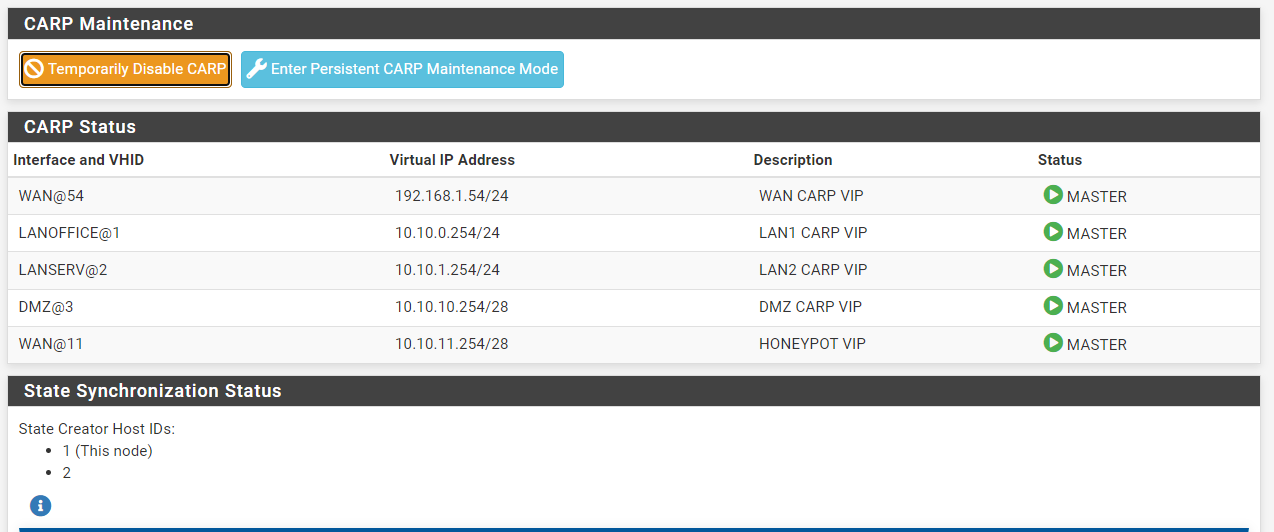 CARP Maintenance
Temporarily Disable CARP Enter Persistent CARP Maintenance Mode
CARP Status
Interface and VHID Virtual IP Address Description Status
WAN@54 192.168.1.54/24 WAN CARP VIP MASTER
LANOFFICE@1 10.10.0.254/24 LAN1 CARP VIP MASTER
LANSERV@2 10.10.1.254/24 LAN2 CARP VIP MASTER
DMZ@3 10.10.10.254/28 DMZ CARP VIP MASTER
WAN@11 10.10.11.254/28 HONEYPOT VIP MASTER
State Synchronization Status
State Creator Host IDs:
• 1 (This node)
• 2